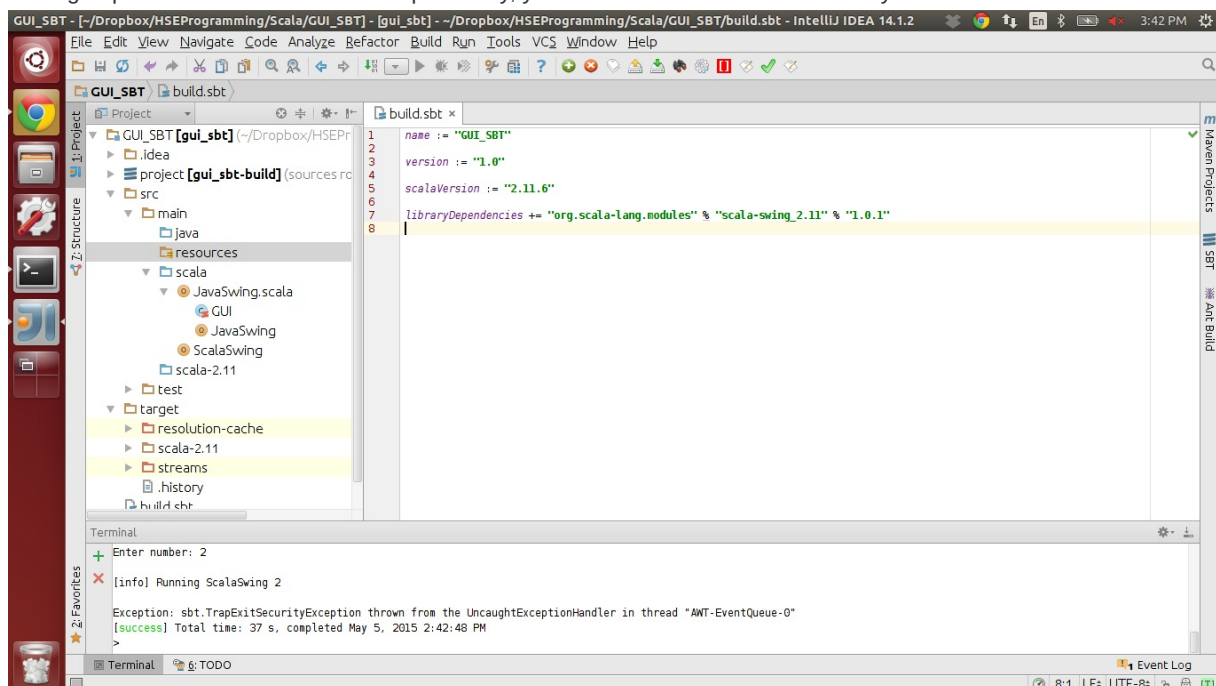 GUI_SBT - [~/Dropbox/HSEProgramming/Scala/GUI_SBT] - [gui_sbt] - ~/Dropbox/HSEProgramming/Scala/GUI_SBT/build.sbt - IntelliJ IDEA 14.1.2 En 3:42 PM
File Edit View Navigate Code Analyze Refactor Build Run Tools VCS Window Help
GUI_SBT build.sbt
Project
build.sbt
1: Project
Z: Structure
2: Favorites
GUI_SBT [gui_sbt] (~/Dropbox/HSEPr
.idea
project [gui_sbt-build] (sources ro
src
main
java
resources
scala
JavaSwing.scala
GUI
JavaSwing
ScalaSwing
scala-2.11
test
target
resolution-cache
scala-2.11
streams
.history
build.sbt
1 name := "GUI_SBT"
2
3 version := "1.0"
4
5 scalaVersion := "2.11.6"
6
7 libraryDependencies += "org.scala-lang.modules" % "scala-swing_2.11" % "1.0.1"
8
m Maven Projects
SBT
Ant Build
Terminal
Enter number: 2
[info] Running ScalaSwing 2
Exception: sbt.TrapExitSecurityException thrown from the UncaughtExceptionHandler in thread "AWT-EventQueue-0"
[success] Total time: 37 s, completed May 5, 2015 2:42:48 PM
>
Terminal 6: TODO 1 Event Log
8:1 LF÷ UTF-8÷ [T]